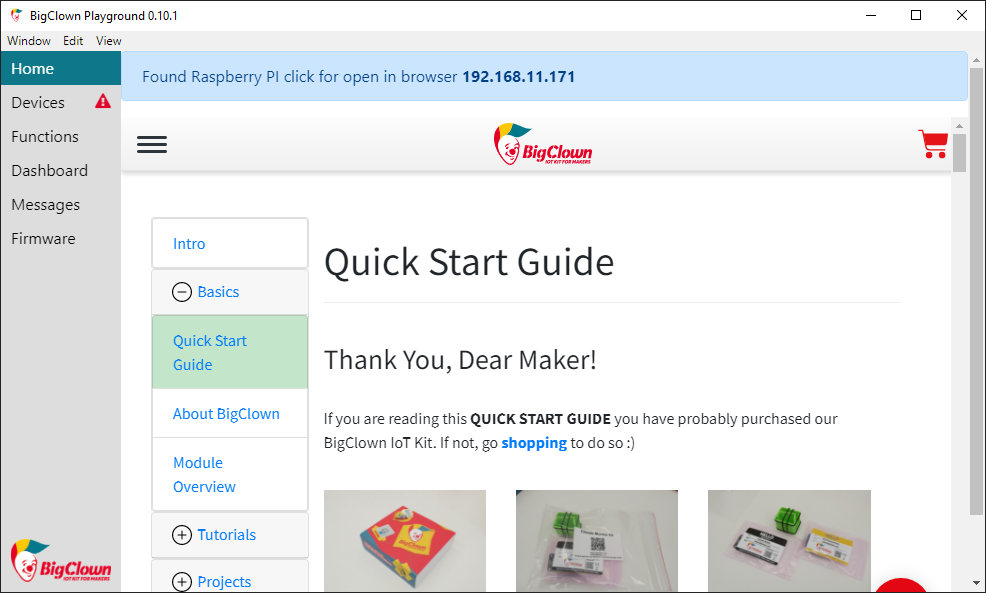 BigClown Playground 0.10.1
Window Edit View
Home
Devices
Functions
Dashboard
Messages
Firmware
BigClown
IOT KIT FOR MAKERS
Found Raspberry PI click for open in browser 192.168.11.171
BigClown
IOT KIT FOR MAKERS
Intro
Basics
Quick Start
Guide
About BigClown
Module
Overview
Tutorials
Projects
Quick Start Guide
Thank You, Dear Maker!
If you are reading this QUICK START GUIDE you have probably purchased our
BigClown IoT Kit. If not, go shopping to do so :)
BigClown